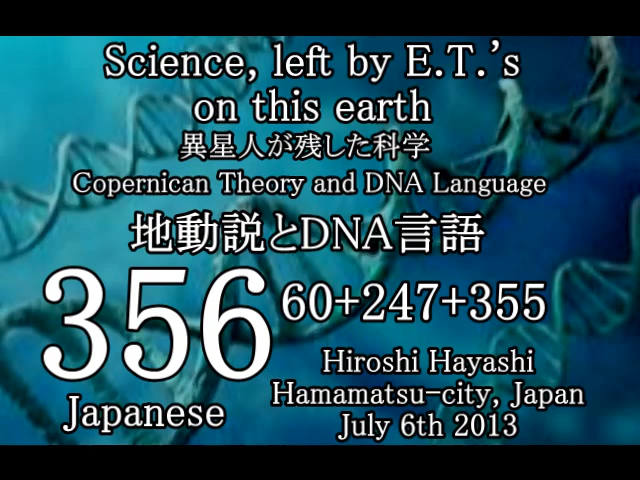 Science, left by E.T.'s
on this earth
異星人が残した科学
Copernican Theory and DNA Language
地動説とDNA言語
356
60+247+355
Japanese
Hiroshi Hayashi
Hamamatsu-city, Japan
July 6th 2013